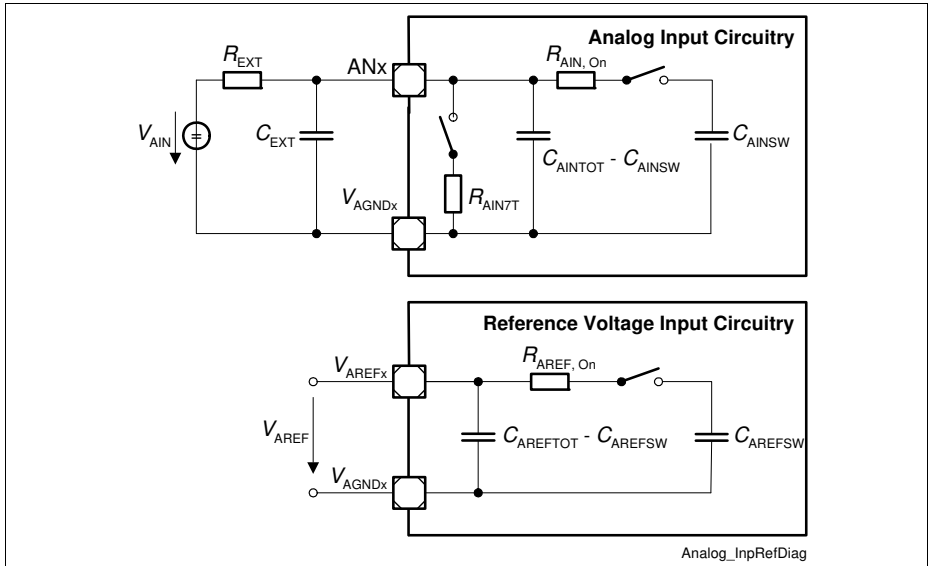 Analog Input Circuitry
R_EXT
ANx
R_AIN, On
V_AIN
C_EXT
C_AINTOT - C_AINSW
C_AINSW
V_AGNDx
R_AIN7T
Reference Voltage Input Circuitry
V_AREFx
R_AREF, On
V_AREF
C_AREFTOT - C_AREFSW
C_AREFSW
V_AGNDx
Analog_InpRefDiag